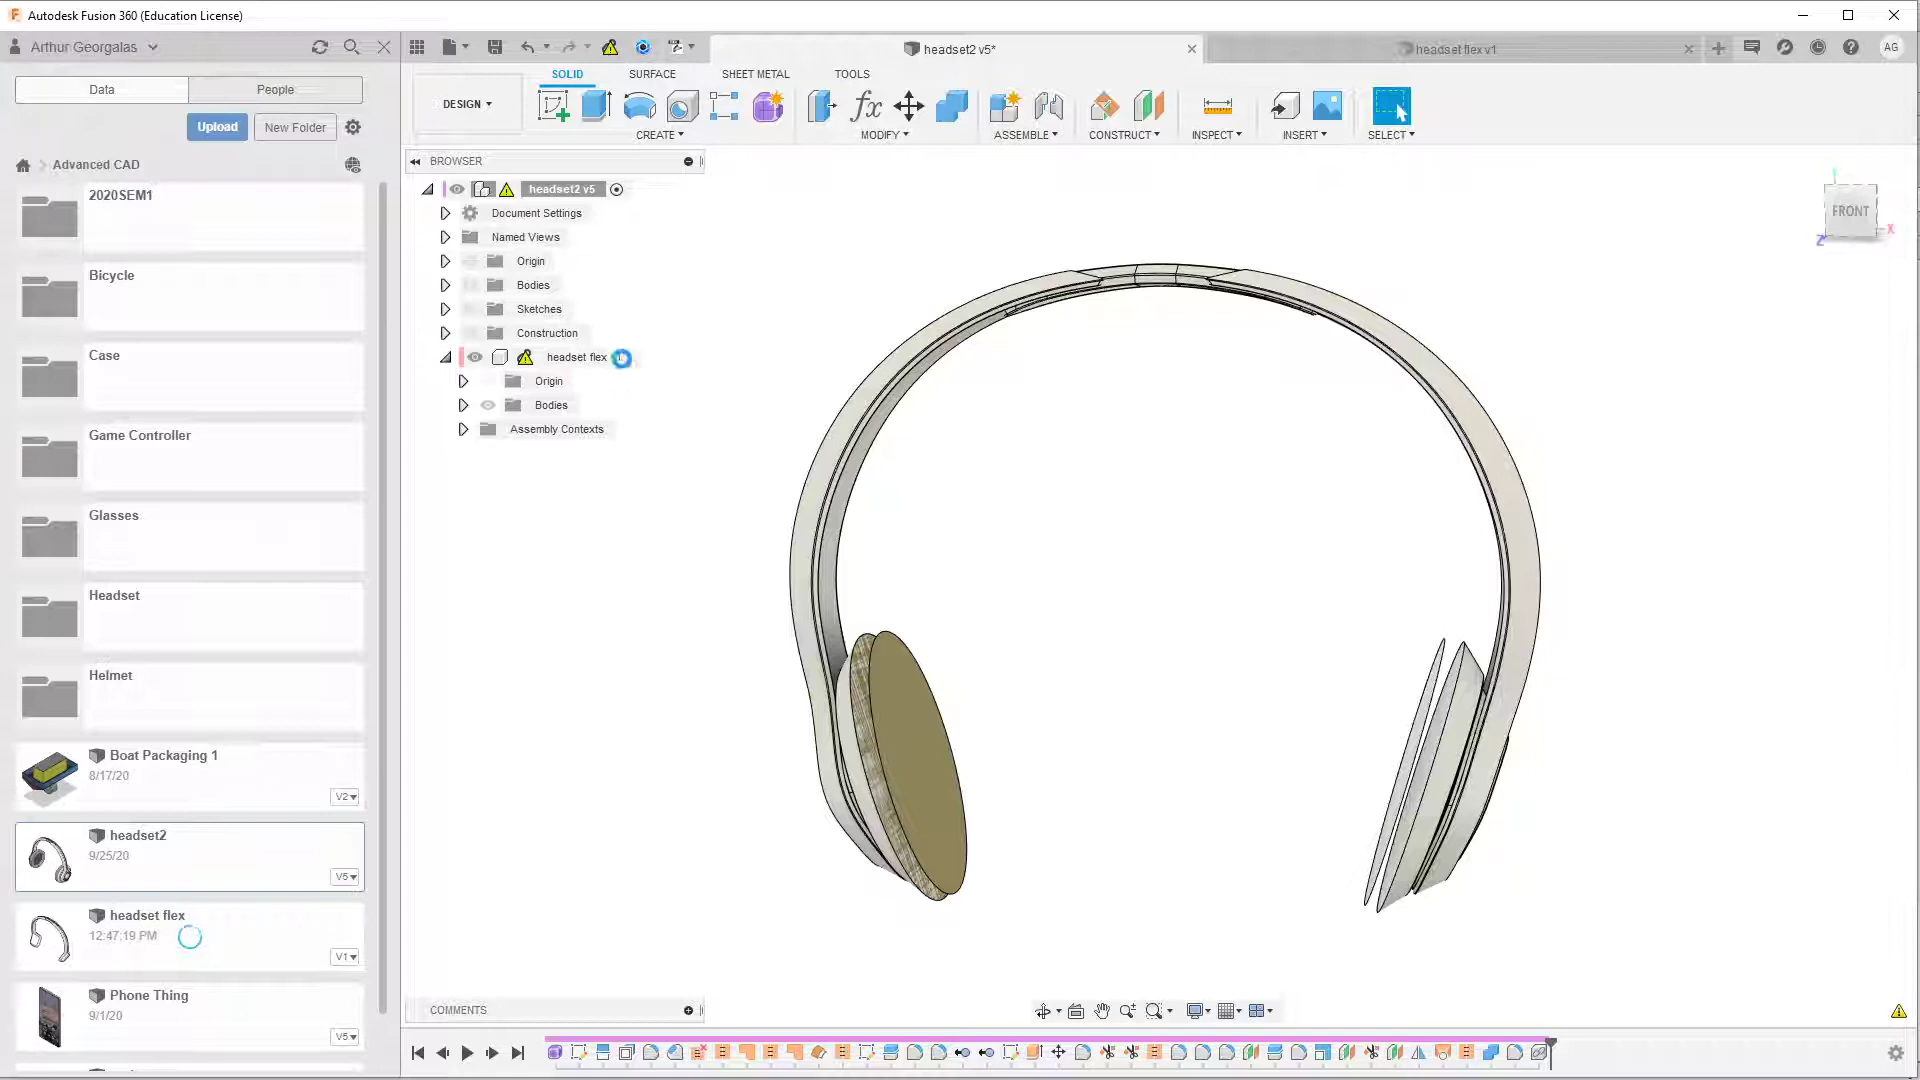 Autodesk Fusion 360 (Education License)
Arthur Georgalas
headset2 v5*
headset flex v1
AG
Data
People
SOLID
SURFACE
SHEET METAL
TOOLS
DESIGN
Upload
New Folder
CREATE
MODIFY
ASSEMBLE
CONSTRUCT
INSPECT
INSERT
SELECT
Advanced CAD
BROWSER
2020SEM1
headset2 v5
FRONT
X
Z
Document Settings
Named Views
Origin
Bodies
Sketches
Construction
headset flex
Origin
Bodies
Assembly Contexts
Bicycle
Case
Game Controller
Glasses
Headset
Helmet
Boat Packaging 1
8/17/20
V2
headset2
9/25/20
V5
headset flex
12:47:19 PM
V1
Phone Thing
9/1/20
V5
COMMENTS